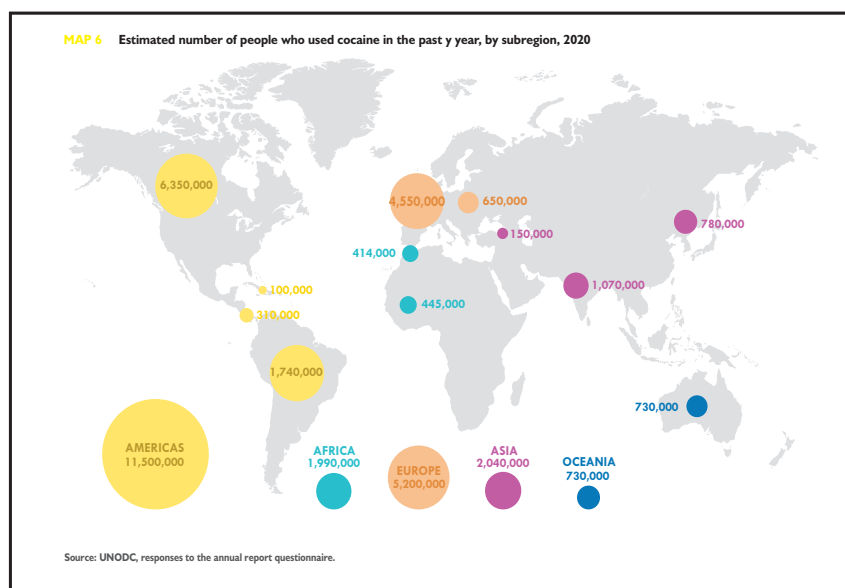 MAP 6 Estimated number of people who used cocaine in the past y year, by subregion, 2020
6,350,000
4,550,000
650,000
150,000
780,000
414,000
1,070,000
100,000
445,000
310,000
1,740,000
730,000
AMERICAS
11,500,000
AFRICA
1,990,000
EUROPE
5,200,000
ASIA
2,040,000
OCEANIA
730,000
Source: UNODC, responses to the annual report questionnaire.